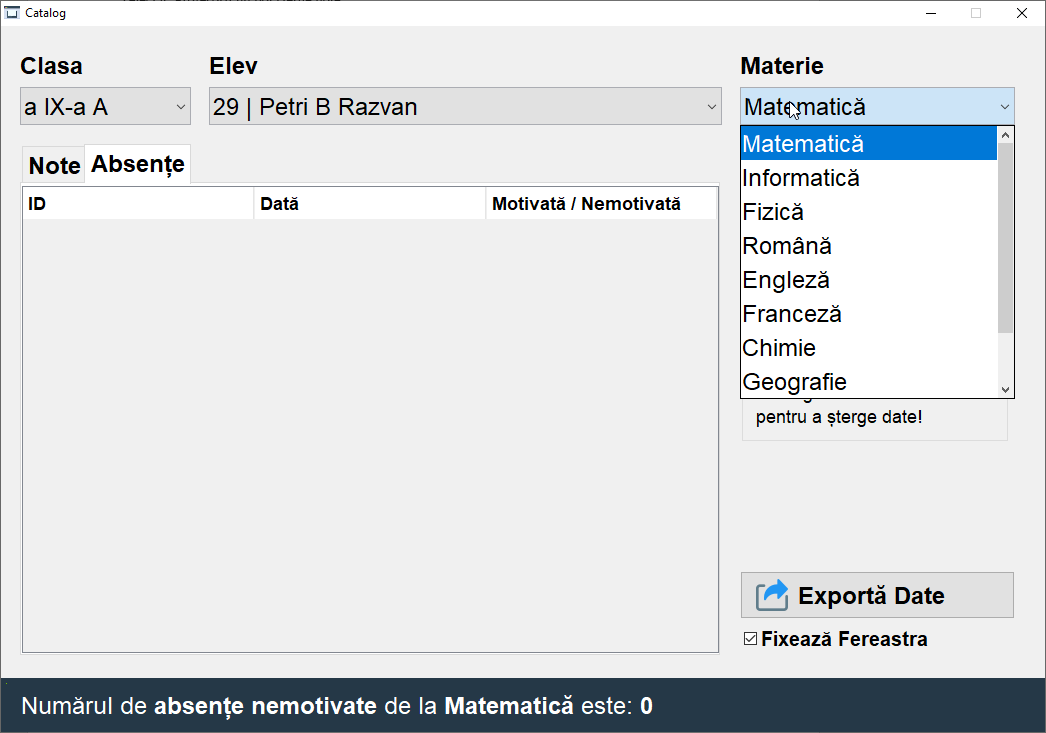 Catalog
Clasa
Elev
Materie
a IX-a A
29 | Petri B Razvan
Matematică
Note
Absențe
Matematică
Informatică
Fizică
Română
Engleză
Franceză
Chimie
Geografie
ID
Dată
Motivată / Nemotivată
pentru a șterge date!
Exportă Date
Fixează Fereastra
Numărul de absențe nemotivate de la Matematică este: 0